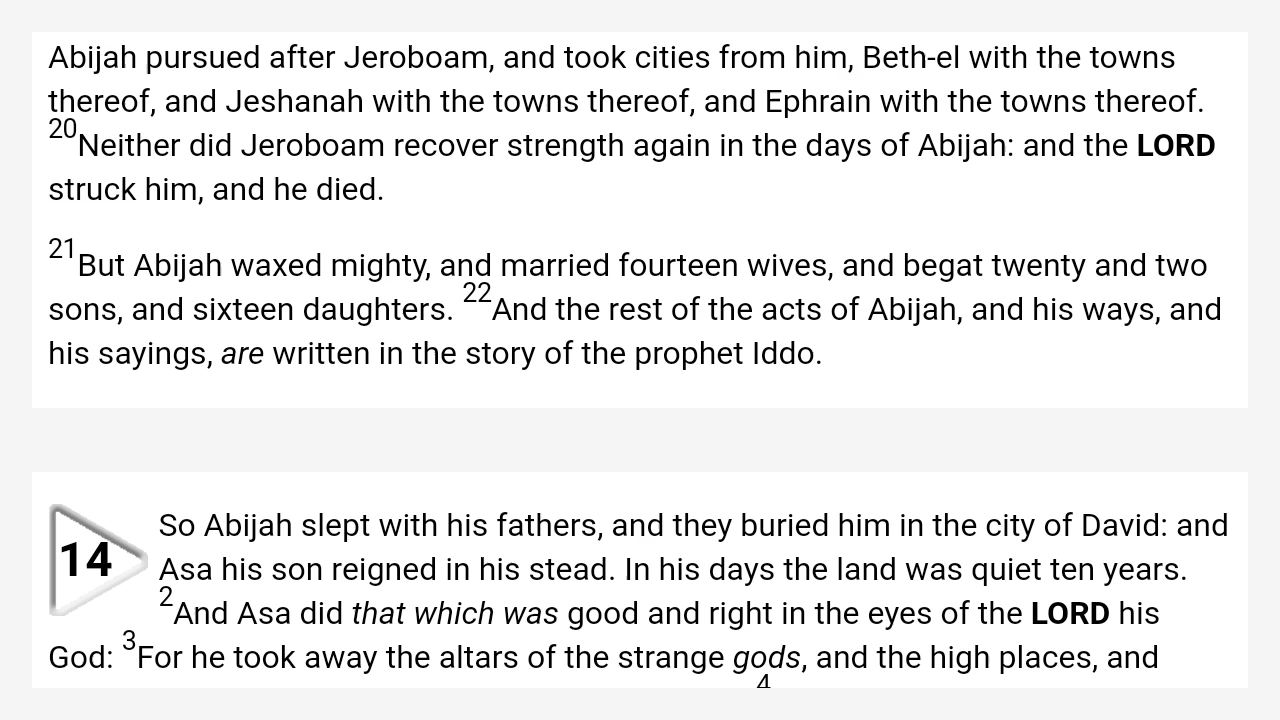 Abijah pursued after Jeroboam, and took cities from him, Beth-el with the towns
thereof, and Jeshanah with the towns thereof, and Ephrain with the towns thereof.
20Neither did Jeroboam recover strength again in the days of Abijah: and the LORD
struck him, and he died.
21But Abijah waxed mighty, and married fourteen wives, and begat twenty and two
sons, and sixteen daughters. 22And the rest of the acts of Abijah, and his ways, and
his sayings, are written in the story of the prophet Iddo.
14
So Abijah slept with his fathers, and they buried him in the city of David: and
Asa his son reigned in his stead. In his days the land was quiet ten years.
2And Asa did that which was good and right in the eyes of the LORD his
God: 3For he took away the altars of the strange gods, and the high places, and
4